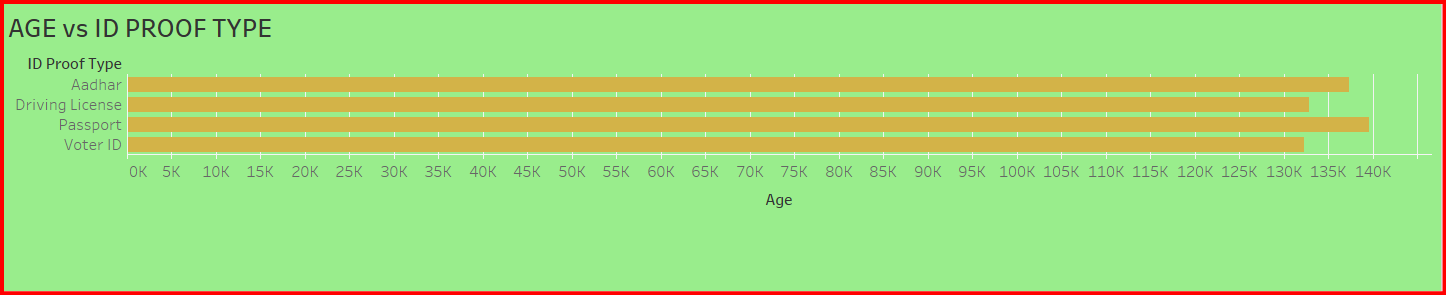 AGE vs ID PROOF TYPE
ID Proof Type
Aadhar
Driving License
Passport
Voter ID
0K 5K 10K 15K 20K 25K 30K 35K 40K 45K 50K 55K 60K 65K 70K 75K 80K 85K 90K 95K 100K 105K 110K 115K 120K 125K 130K 135K 140K
Age